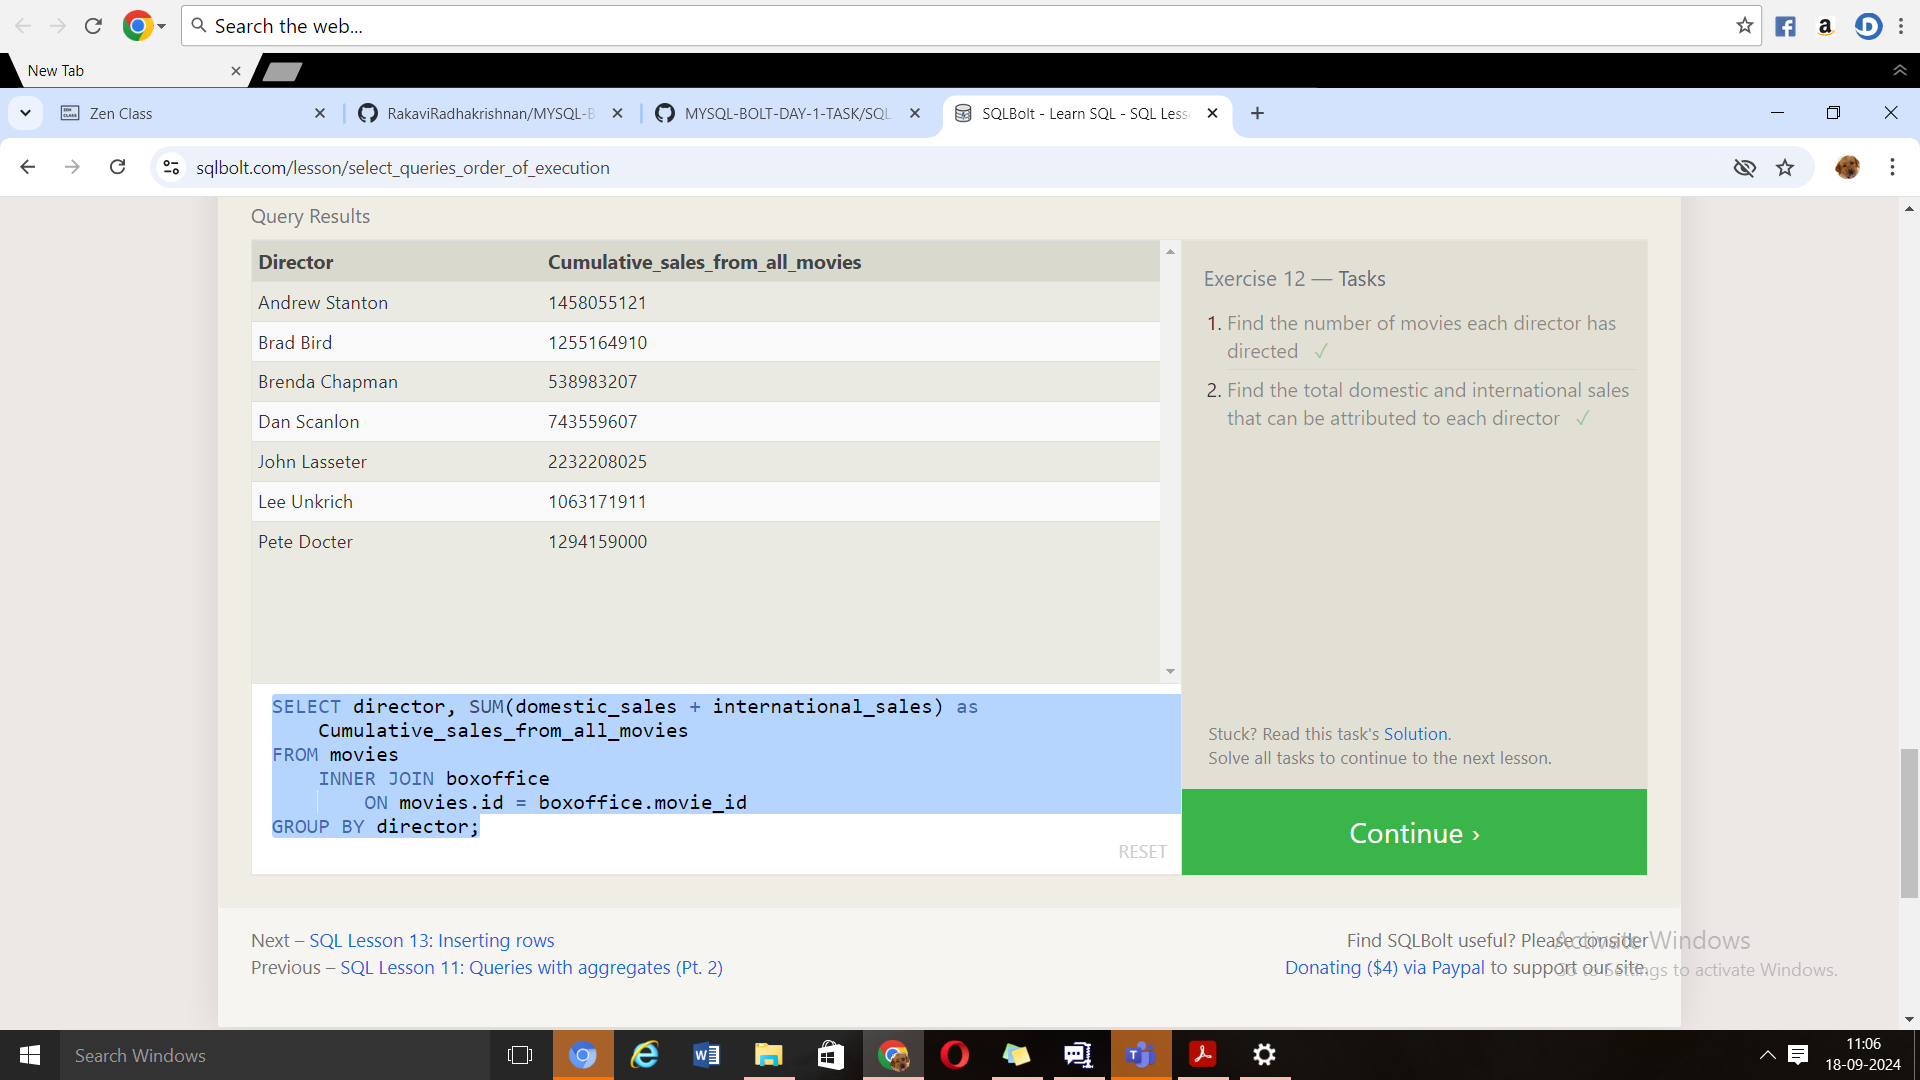 Search the web...
New Tab
Zen Class
RakaviRadhakrishnan/MYSQL-B
MYSQL-BOLT-DAY-1-TASK/SQL
SQLBolt - Learn SQL - SQL Less
sqlbolt.com/lesson/select_queries_order_of_execution
Query Results
Director Cumulative_sales_from_all_movies
Andrew Stanton 1458055121
Brad Bird 1255164910
Brenda Chapman 538983207
Dan Scanlon 743559607
John Lasseter 2232208025
Lee Unkrich 1063171911
Pete Docter 1294159000
Exercise 12 — Tasks
1. Find the number of movies each director has
directed ✓
2. Find the total domestic and international sales
that can be attributed to each director ✓
SELECT director, SUM(domestic_sales + international_sales) as
Cumulative_sales_from_all_movies
FROM movies
INNER JOIN boxoffice
ON movies.id = boxoffice.movie_id
GROUP BY director;
RESET
Stuck? Read this task's Solution.
Solve all tasks to continue to the next lesson.
Continue ›
Next – SQL Lesson 13: Inserting rows
Previous – SQL Lesson 11: Queries with aggregates (Pt. 2)
Find SQLBolt useful? Please consider
Donating ($4) via Paypal to support our site.
Activate Windows
Go to Settings to activate Windows.
Search Windows
11:06
18-09-2024